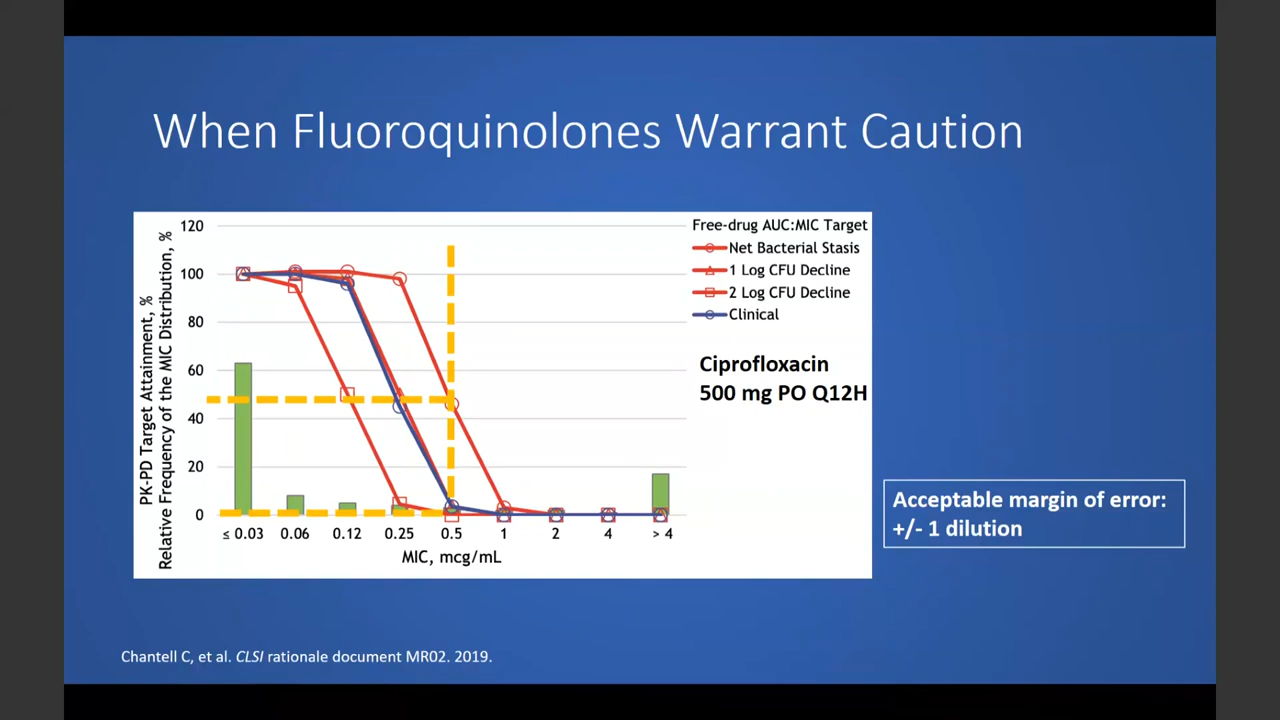 When Fluoroquinolones Warrant Caution
PK-PD Target Attainment, %
Relative Frequency of the MIC Distribution, %
120
100
80
60
40
20
0
≤ 0.03 0.06 0.12 0.25 0.5 1 2 4 > 4
MIC, mcg/mL
Free-drug AUC:MIC Target
Net Bacterial Stasis
1 Log CFU Decline
2 Log CFU Decline
Clinical
Ciprofloxacin
500 mg PO Q12H
Acceptable margin of error:
+/- 1 dilution
Chantell C, et al. CLSI rationale document MR02. 2019.